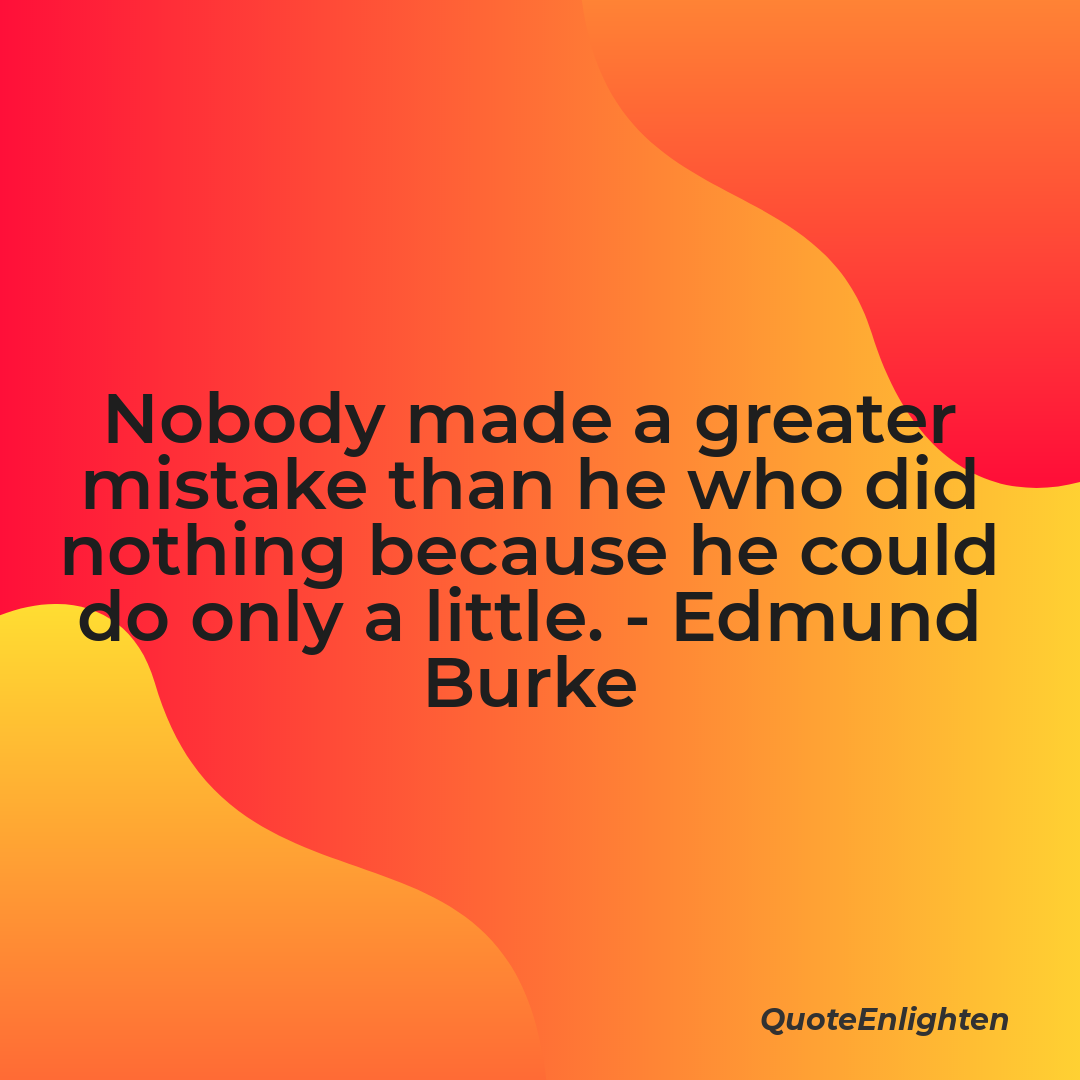 Nobody made a greater
mistake than he who did
nothing because he could
do only a little. - Edmund
Burke
QuoteEnlighten